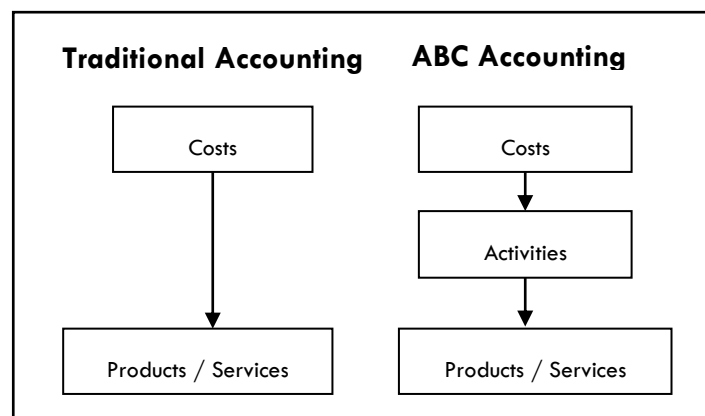 Traditional Accounting
ABC Accounting
Costs
Costs
Activities
Products / Services
Products / Services